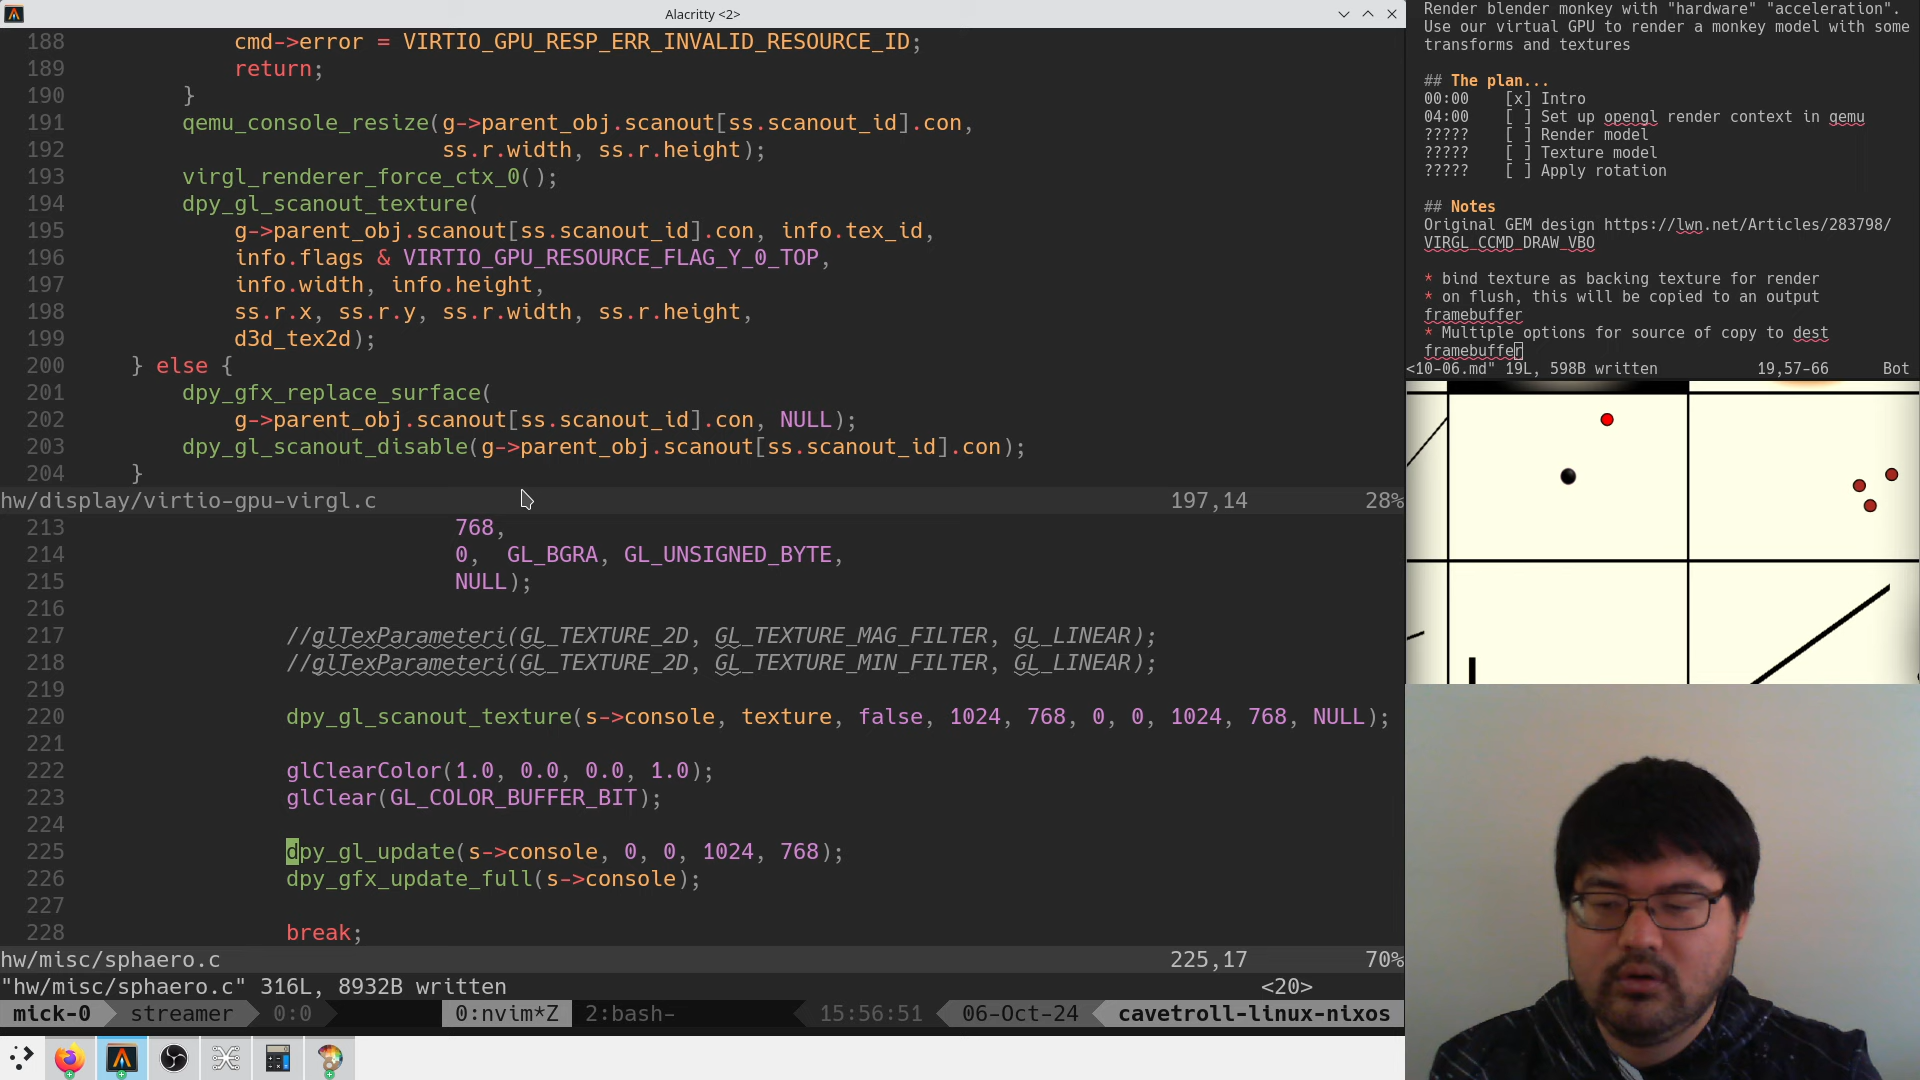 Alacritty <2>
188 cmd->error = VIRTIO_GPU_RESP_ERR_INVALID_RESOURCE_ID;
189 return;
190 }
191 qemu_console_resize(g->parent_obj.scanout[ss.scanout_id].con,
192 ss.r.width, ss.r.height);
193 virgl_renderer_force_ctx_0();
194 dpy_gl_scanout_texture(
195 g->parent_obj.scanout[ss.scanout_id].con, info.tex_id,
196 info.flags & VIRTIO_GPU_RESOURCE_FLAG_Y_0_TOP,
197 info.width, info.height,
198 ss.r.x, ss.r.y, ss.r.width, ss.r.height,
199 d3d_tex2d);
200 } else {
201 dpy_gfx_replace_surface(
202 g->parent_obj.scanout[ss.scanout_id].con, NULL);
203 dpy_gl_scanout_disable(g->parent_obj.scanout[ss.scanout_id].con);
204 }
hw/display/virtio-gpu-virgl.c 197,14 28%
213 768,
214 0, GL_BGRA, GL_UNSIGNED_BYTE,
215 NULL);
216
217 //glTexParameteri(GL_TEXTURE_2D, GL_TEXTURE_MAG_FILTER, GL_LINEAR);
218 //glTexParameteri(GL_TEXTURE_2D, GL_TEXTURE_MIN_FILTER, GL_LINEAR);
219
220 dpy_gl_scanout_texture(s->console, texture, false, 1024, 768, 0, 0, 1024, 768, NULL);
221
222 glClearColor(1.0, 0.0, 0.0, 1.0);
223 glClear(GL_COLOR_BUFFER_BIT);
224
225 dpy_gl_update(s->console, 0, 0, 1024, 768);
226 dpy_gfx_update_full(s->console);
227
228 break;
hw/misc/sphaero.c 225,17 70%
"hw/misc/sphaero.c" 316L, 8932B written <20>
mick-0 streamer 0:0 0:nvim*Z 2:bash- 15:56:51 06-Oct-24 cavetroll-linux-nixos
Render blender monkey with "hardware" "acceleration".
Use our virtual GPU to render a monkey model with some
transforms and textures
## The plan...
00:00 [x] Intro
04:00 [ ] Set up opengl render context in qemu
????? [ ] Render model
????? [ ] Texture model
????? [ ] Apply rotation
## Notes
Original GEM design https://lwn.net/Articles/283798/
VIRGL_CCMD_DRAW_VBO
* bind texture as backing texture for render
* on flush, this will be copied to an output
framebuffer
* Multiple options for source of copy to dest
framebuffer
<10-06.md" 19L, 598B written 19,57-66 Bot